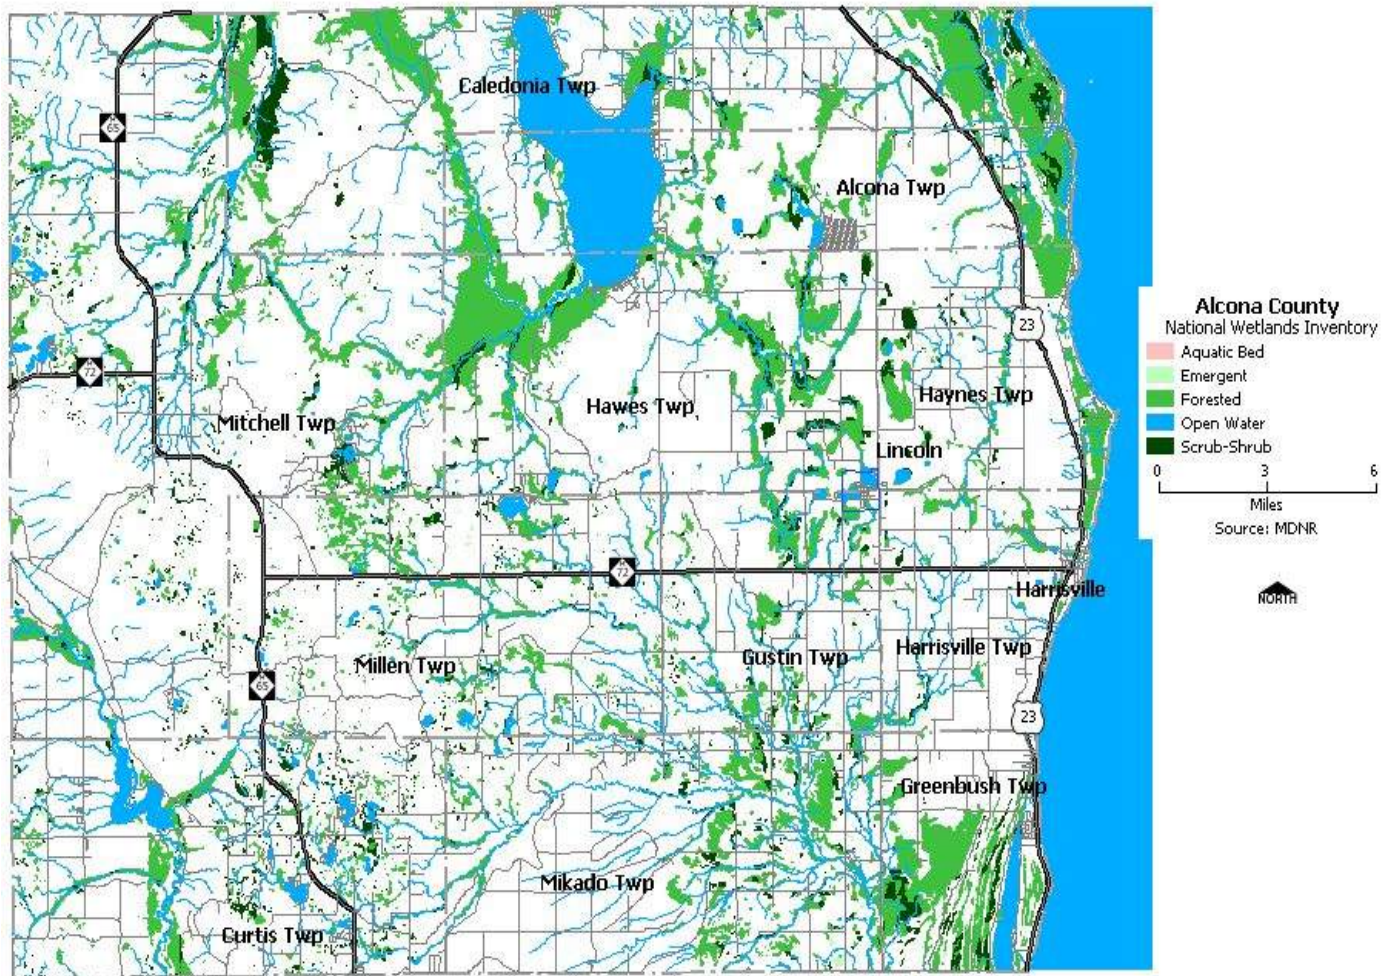 Caledonia Twp
M
65
Alcona Twp
Alcona County
National Wetlands Inventory
Aquatic Bed
Emergent
Forested
Open Water
Scrub-Shrub
0 3 6
Miles
Source: MDNR
NORTH
23
M
72
Mitchell Twp
Hawes Twp
Haynes Twp
Lincoln
M
72
Harrisville
Millen Twp
Gustin Twp
Harrisville Twp
M
65
23
Greenbush Twp
Mikado Twp
Curtis Twp